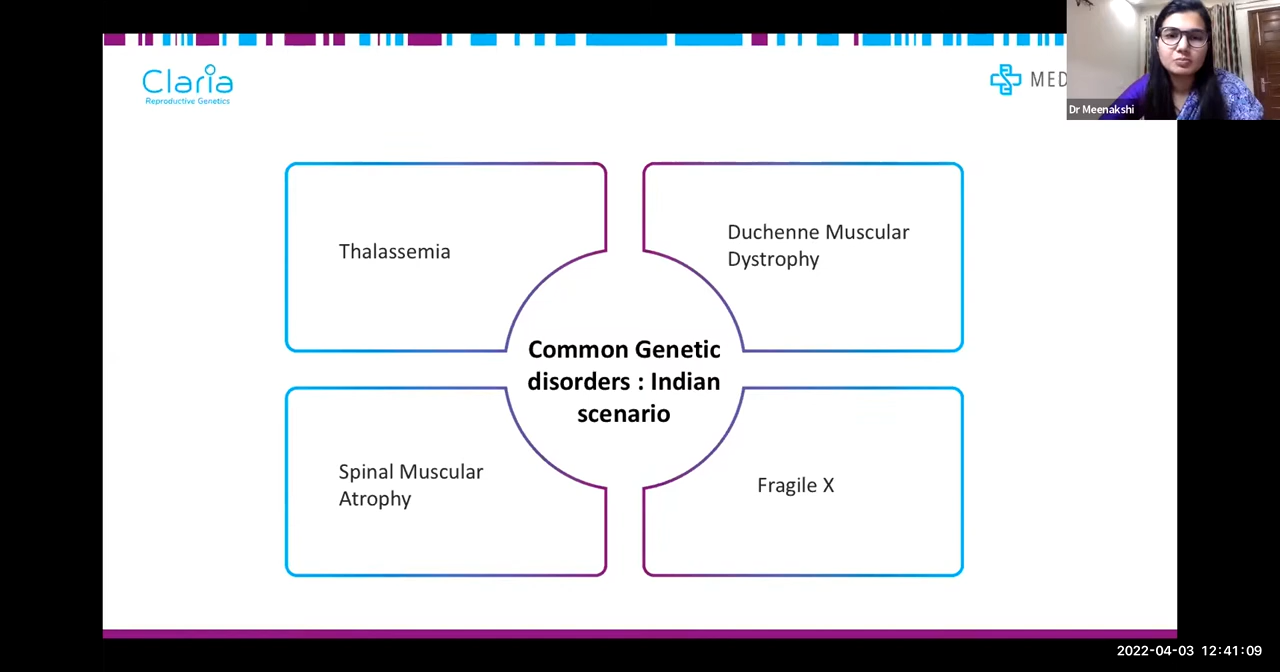 Claria
Reproductive Genetics
MED
Dr Meenakshi
Thalassemia
Duchenne Muscular
Dystrophy
Common Genetic
disorders : Indian
scenario
Spinal Muscular
Atrophy
Fragile X
2022-04-03 12:41:09